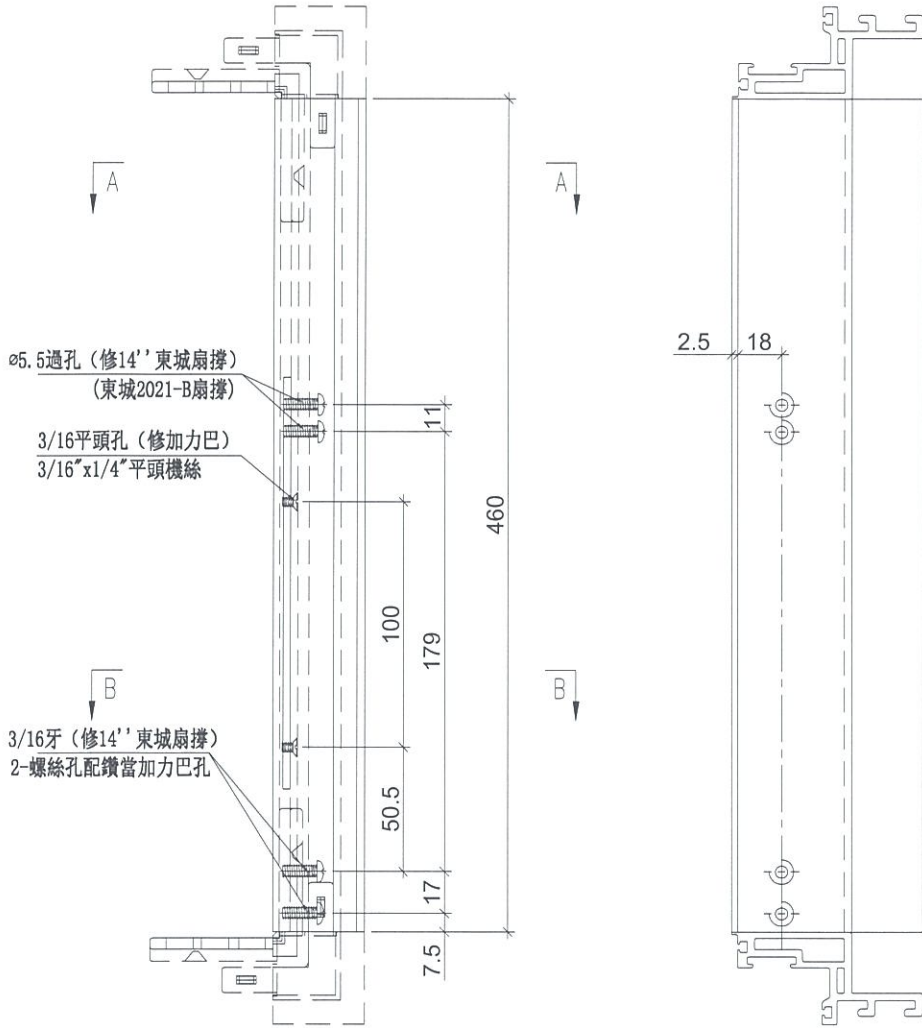 A
A
⌀5.5過孔（修14''東城扇撐）
(東城2021-B扇撐)
3/16平頭孔（修加力巴）
3/16"x1/4"平頭機絲
2.5
18
11
460
100
179
B
B
3/16牙（修14''東城扇撐）
2-螺絲孔配鑽當加力巴孔
50.5
17
7.5